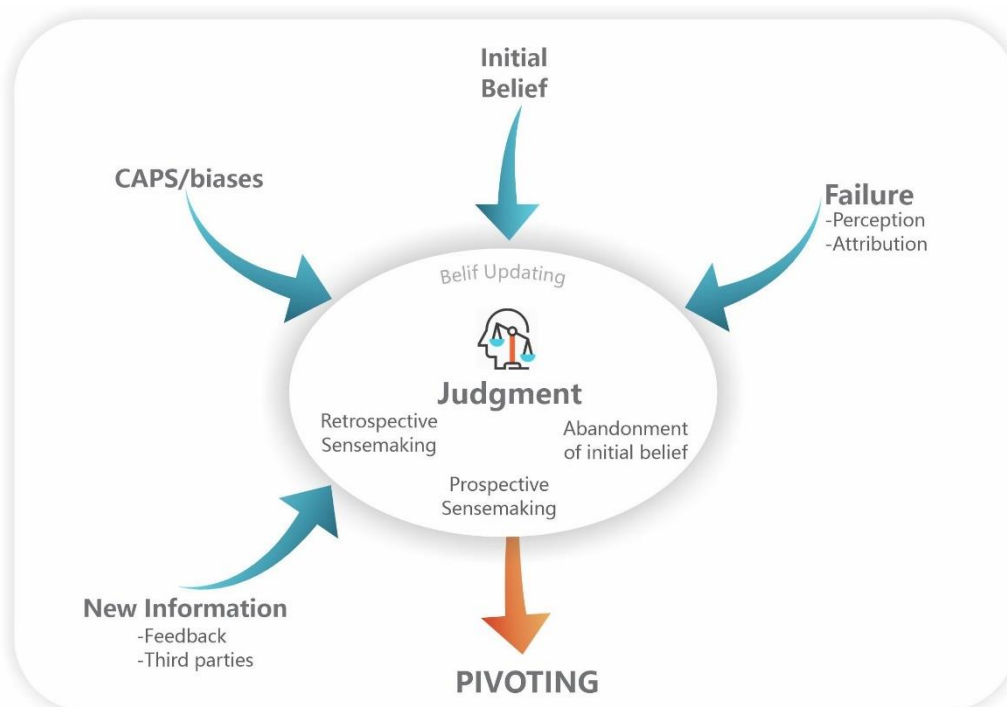 Initial
Belief
CAPS/biases
Failure
-Perception
-Attribution
Belif Updating
Judgment
Retrospective
Sensemaking
Abandonment
of initial belief
Prospective
Sensemaking
New Information
-Feedback
-Third parties
PIVOTING